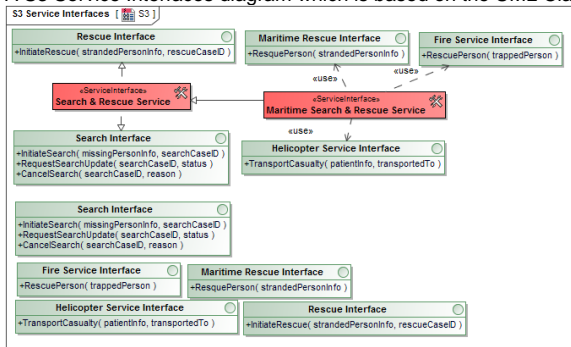 S3 Service Interfaces [ S3 ]
Rescue Interface
+InitiateRescue( strandedPersonInfo, rescueCaseID )
Maritime Rescue Interface
+ResquePerson( strandedPersonInfo )
Fire Service Interface
+RescuePerson( trappedPerson )
«use»
«use»
«ServiceInterface»
Search & Rescue Service
«ServiceInterface»
Maritime Search & Rescue Service
«use»
Search Interface
+InitiateSearch( missingPersonInfo, searchCaseID )
+RequestSearchUpdate( searchCaseID, status )
+CancelSearch( searchCaseID, reason )
Helicopter Service Interface
+TransportCasualty( patientInfo, transportedTo )
Search Interface
+InitiateSearch( missingPersonInfo, searchCaseID )
+RequestSearchUpdate( searchCaseID, status )
+CancelSearch( searchCaseID, reason )
Fire Service Interface
+RescuePerson( trappedPerson )
Maritime Rescue Interface
+ResquePerson( strandedPersonInfo )
Helicopter Service Interface
+TransportCasualty( patientInfo, transportedTo )
Rescue Interface
+InitiateRescue( strandedPersonInfo, rescueCaseID )